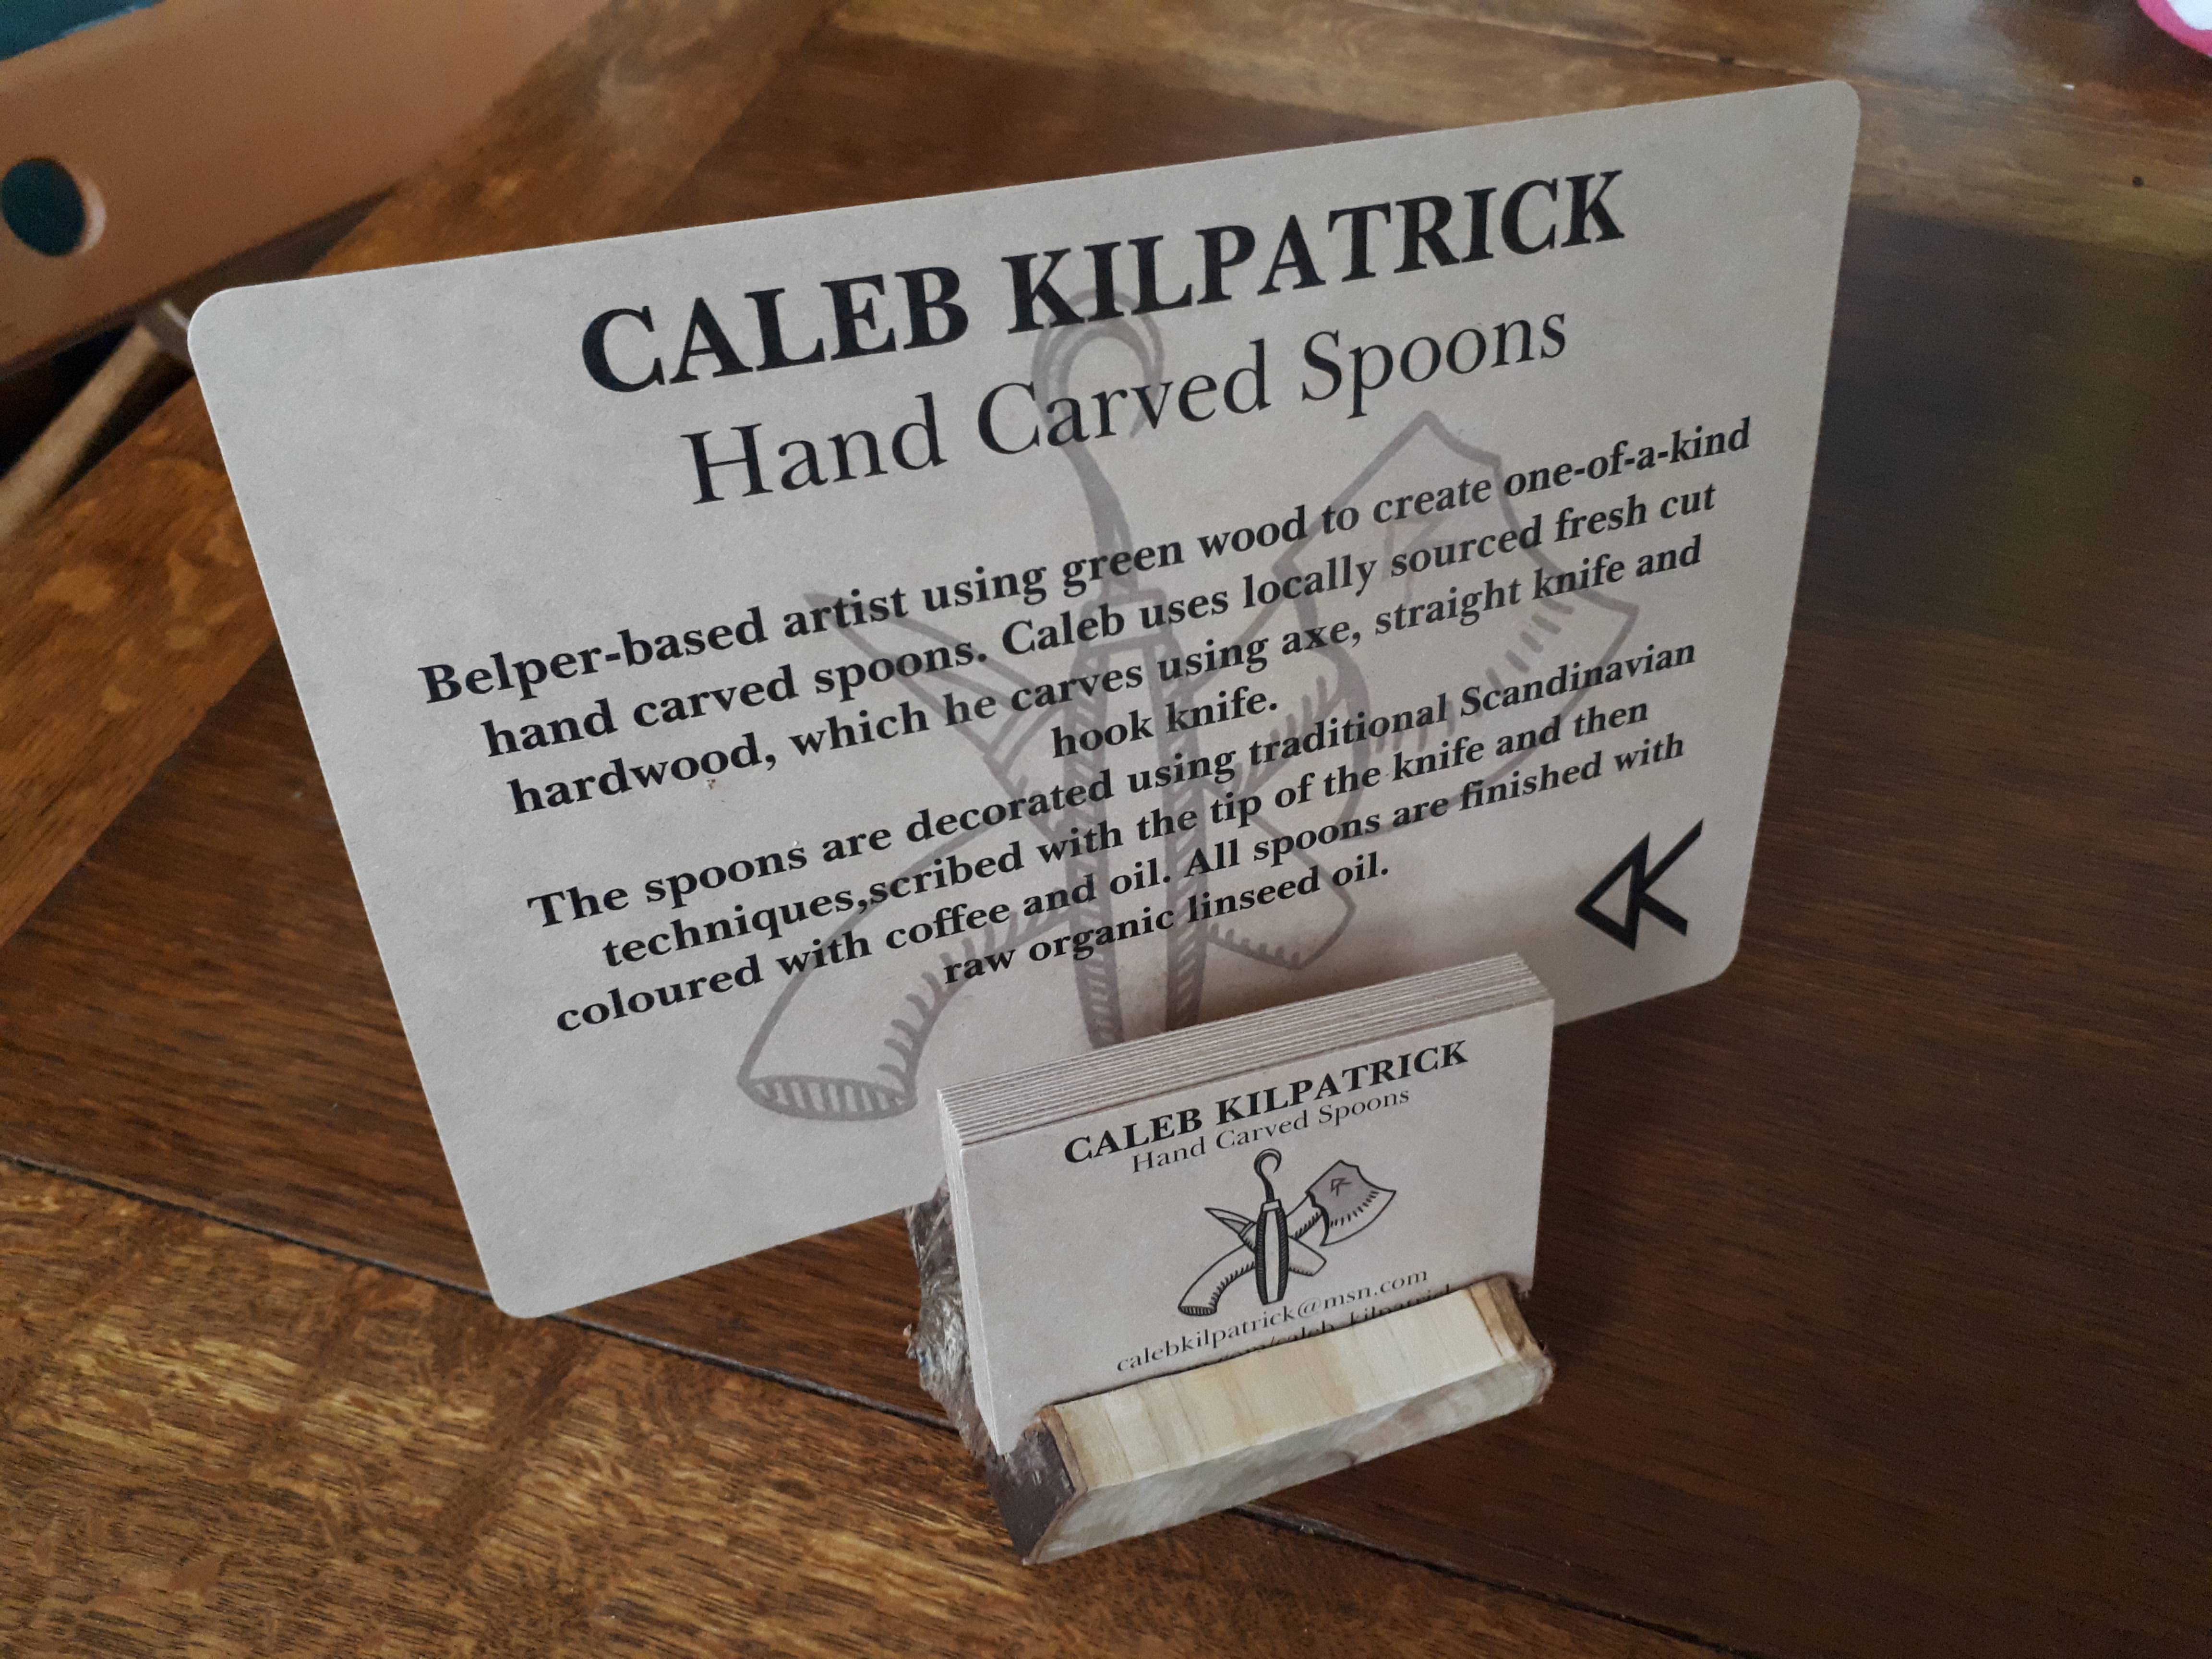 CALEB KILPATRICK
Hand Carved Spoons
Belper-based artist using green wood to create one-of-a-kind
hand carved spoons. Caleb uses locally sourced fresh cut
hardwood, which he carves using axe, straight knife and
hook knife.
The spoons are decorated using traditional Scandinavian
techniques,scribed with the tip of the knife and then
coloured with coffee and oil. All spoons are finished with
raw organic linseed oil.
CALEB KILPATRICK
Hand Carved Spoons
calebkilpatrick@msn.com